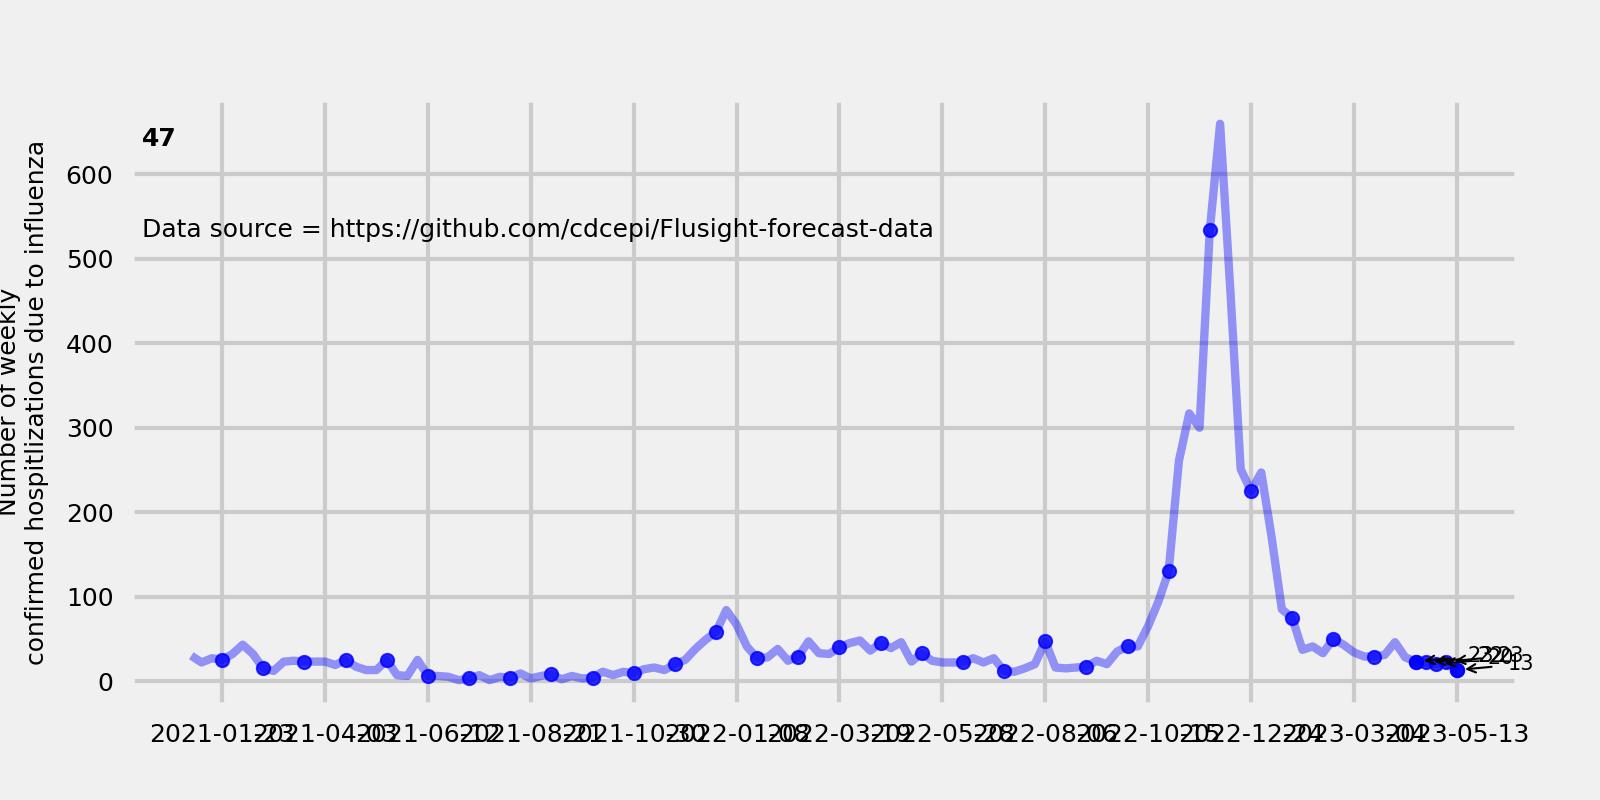 47
Data source = https://github.com/cdcepi/Flusight-forecast-data
Number of weekly
confirmed hospitlizations due to influenza
600
500
400
300
200
100
0
13
2021-01-23 2021-04-03 2021-06-12 2021-08-21 2021-10-30 2022-01-08 2022-03-19 2022-05-28 2022-08-06 2022-10-15 2022-12-24 2023-03-04 2023-05-13